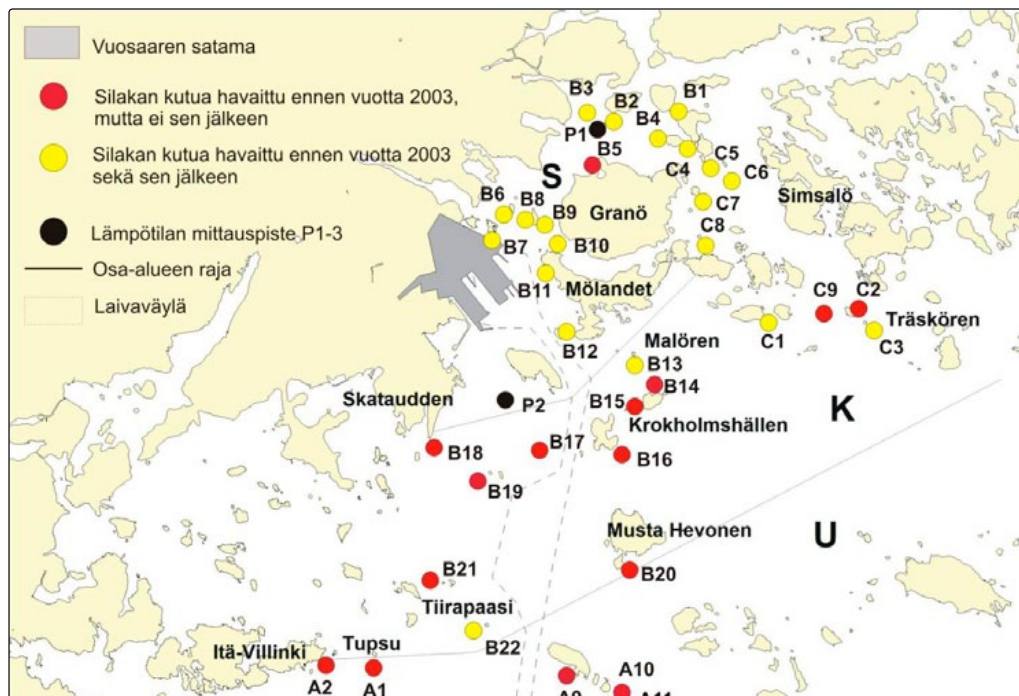 Vuosaaren satama
Silakan kutua havaittu ennen vuotta 2003,
mutta ei sen jälkeen
Silakan kutua havaittu ennen vuotta 2003
sekä sen jälkeen
Lämpötilan mittauspiste P1-3
Osa-alueen raja
Laivaväylä
B3
B2
B1
P1
B4
B5
C4
C5
C6
S
Simsalö
B6
B8
B9
Granö
C7
C8
B7
B10
B11
Mölandet
C9
C2
Träskören
C1
C3
B12
Malören
B13
B14
Skataudden
P2
B15
Krokholmshällen
K
B18
B17
B16
B19
Musta Hevonen
U
B21
B20
Tiirapaasi
Itä-Villinki
Tupsu
B22
A2
A1
A10
A9
A11